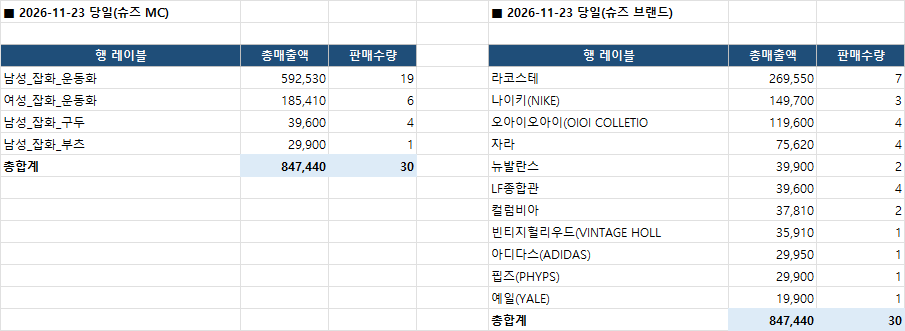 ■ 2026-11-23 당일(슈즈 MC)
행 레이블 총매출액 판매수량
남성_잡화_운동화 592,530 19
여성_잡화_운동화 185,410 6
남성_잡화_구두 39,600 4
남성_잡화_부츠 29,900 1
총합계 847,440 30
■ 2026-11-23 당일(슈즈 브랜드)
행 레이블 총매출액 판매수량
라코스테 269,550 7
나이키(NIKE) 149,700 3
오아이오아이(OIOI COLLETIO 119,600 4
자라 75,620 4
뉴발란스 39,900 2
LF종합관 39,600 4
컬럼비아 37,810 2
빈티지헐리우드(VINTAGE HOLL 35,910 1
아디다스(ADIDAS) 29,950 1
핍즈(PHYPS) 29,900 1
예일(YALE) 19,900 1
총합계 847,440 30